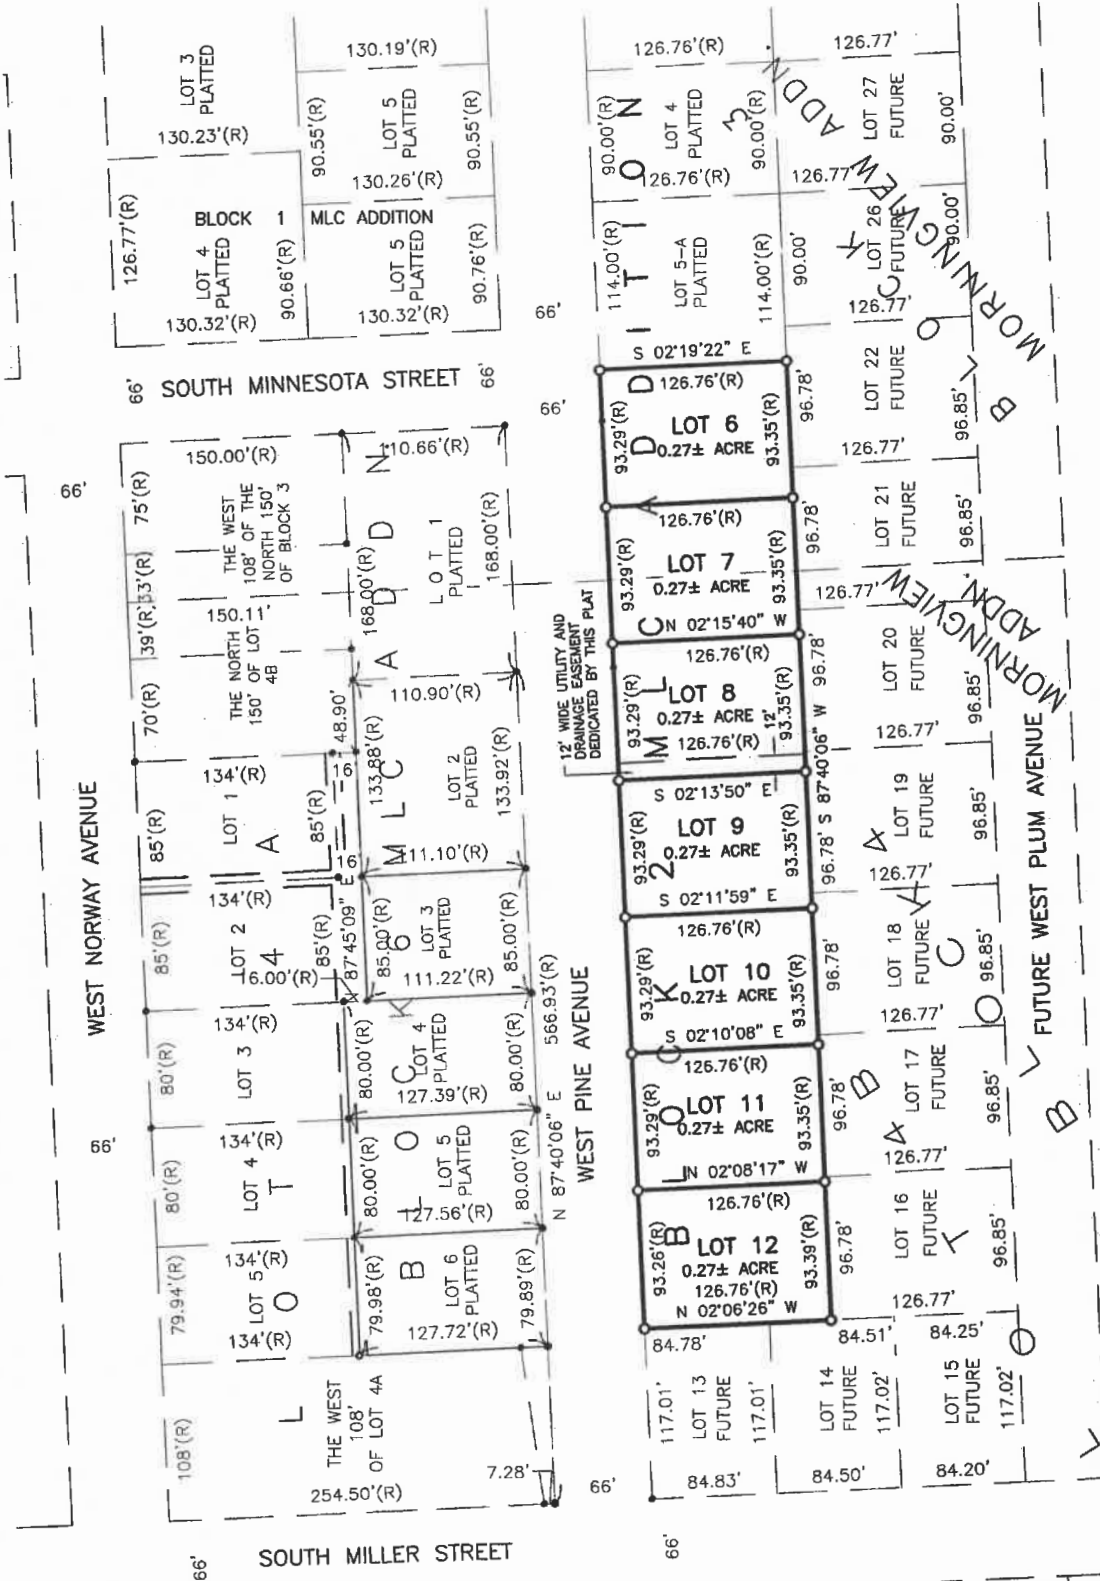 LOT 3
PLATTED
130.23'(R)
130.19'(R)
90.55'(R)
LOT 5
PLATTED
90.55'(R)
130.26'(R)
126.77'(R)
BLOCK 1 MLC ADDITION
LOT 4
PLATTED
90.66'(R)
130.32'(R)
LOT 5
PLATTED
90.76'(R)
130.32'(R)
66'
SOUTH MINNESOTA STREET
66'
66'
66'
126.76'(R)
90.00'(R)
LOT 4
PLATTED
90.00'(R)
126.76'(R)
114.00'(R)
LOT 5-A
PLATTED
114.00'(R)
126.77'
LOT 27
FUTURE
90.00'
126.77'
LOT 26
FUTURE
90.00'
90.00'
126.77'
BLOCK 3
MORNINGVIEW ADDN.
LOT 22
FUTURE
96.78'
96.85'
126.77'
LOT 21
FUTURE
96.78'
96.85'
126.77'
MORNINGVIEW
ADDN.
LOT 20
FUTURE
96.78'
96.85'
126.77'
S 87°40'06" W
LOT 19
FUTURE
96.78'
96.85'
126.77'
LOT 18
FUTURE
96.78'
96.85'
126.77'
LOT 17
FUTURE
96.78'
96.85'
126.77'
LOT 16
FUTURE
96.78'
96.85'
126.77'
FUTURE WEST PLUM AVENUE
S 02°19'22" E
126.76'(R)
93.29'(R)
LOT 6
0.27± ACRE
93.35'(R)
126.76'(R)
93.29'(R)
LOT 7
0.27± ACRE
93.35'(R)
N 02°15'40" W
126.76'(R)
93.29'(R)
LOT 8
0.27± ACRE
12'
93.35'(R)
126.76'(R)
12' WIDE UTILITY AND
DRAINAGE EASEMENT
DEDICATED BY THIS PLAT
S 02°13'50" E
93.29'(R)
LOT 9
0.27± ACRE
93.35'(R)
S 02°11'59" E
126.76'(R)
93.29'(R)
LOT 10
0.27± ACRE
93.35'(R)
S 02°10'08" E
126.76'(R)
93.29'(R)
LOT 11
0.27± ACRE
93.35'(R)
N 02°08'17" W
126.76'(R)
93.26'(R)
LOT 12
0.27± ACRE
93.39'(R)
126.76'(R)
N 02°06'26" W
BLOCK 2 MLC ADDITION
84.78'
84.51'
84.25'
117.01'
LOT 13
FUTURE
117.01'
LOT 14
FUTURE
117.02'
LOT 15
FUTURE
117.02'
84.83'
84.50'
84.20'
66'
WEST NORWAY AVENUE
66'
66'
150.00'(R)
75'(R)
THE WEST
108' OF THE
NORTH 150'
OF BLOCK 3
33'(R)
150.11'
39'(R)
THE NORTH
150' OF LOT
4B
70'(R)
48.90'
134'(R)
85'(R)
LOT 1
85'(R)
16
16
134'(R)
85'(R)
LOT 2
85'(R)
16.00'(R)
87°45'09" E
134'(R)
80'(R)
LOT 3
134'(R)
80'(R)
LOT 4
134'(R)
79.94'(R)
LOT 5
134'(R)
LOT 4 A
108'(R)
THE WEST
108'
OF LOT 4A
254.50'(R)
7.28'
66'
110.66'(R)
168.00'(R)
LOT 1
PLATTED
168.00'(R)
110.90'(R)
133.88'(R)
LOT 2
PLATTED
133.92'(R)
111.10'(R)
85.00'(R)
LOT 3
PLATTED
85.00'(R)
111.22'(R)
80.00'(R)
LOT 4
PLATTED
80.00'(R)
127.39'(R)
80.00'(R)
LOT 5
PLATTED
80.00'(R)
127.56'(R)
79.98'(R)
LOT 6
PLATTED
79.89'(R)
127.72'(R)
BLOCK 6 MLC ADDN
N 87°40'06" E 566.93'(R)
WEST PINE AVENUE
66'
SOUTH MILLER STREET